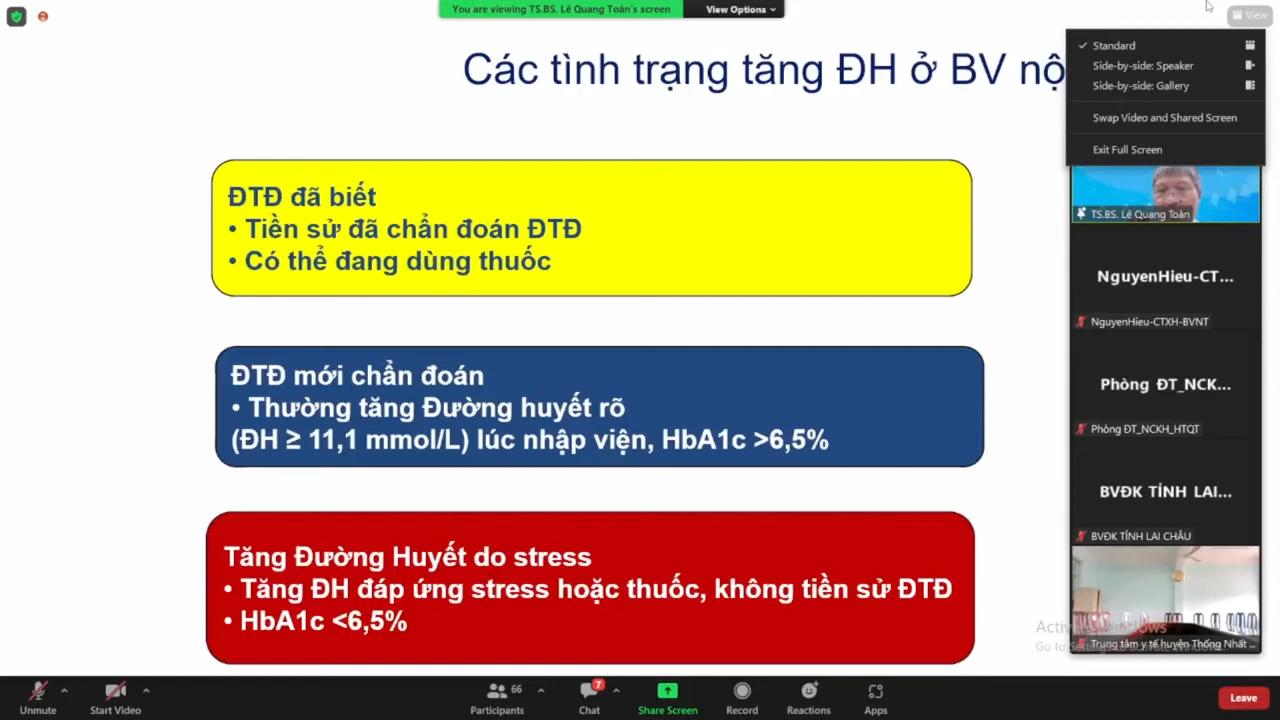 You are viewing TS.BS. Lê Quang Toàn's screen
View Options
View
Các tình trạng tăng ĐH ở BV nộ
Standard
Side-by-side: Speaker
Side-by-side: Gallery
Swap Video and Shared Screen
Exit Full Screen
ĐTĐ đã biết
• Tiền sử đã chẩn đoán ĐTĐ
• Có thể đang dùng thuốc
ĐTĐ mới chẩn đoán
• Thường tăng Đường huyết rõ
(ĐH ≥ 11,1 mmol/L) lúc nhập viện, HbA1c >6,5%
Tăng Đường Huyết do stress
• Tăng ĐH đáp ứng stress hoặc thuốc, không tiền sử ĐTĐ
• HbA1c <6,5%
TS.BS. Lê Quang Toàn
NguyenHieu-CT...
NguyenHieu-CTXH-BVNT
Phòng ĐT_NCK...
Phòng ĐT_NCKH_HTQT
BVĐK TỈNH LAI...
BVĐK TỈNH LAI CHÂU
Trung tâm y tế huyện Thống Nhất ...
Unmute
Start Video
66
Participants
7
Chat
Share Screen
Record
Reactions
Apps
Leave